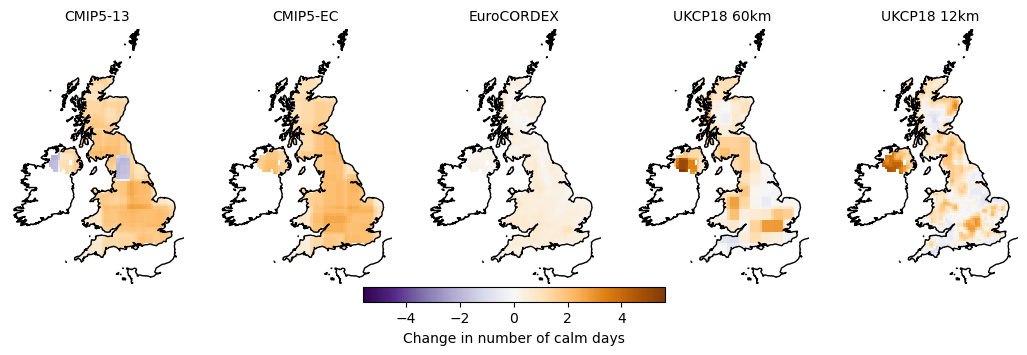 CMIP5-13 CMIP5-EC EuroCORDEX UKCP18 60km UKCP18 12km
−4 −2 0 2 4
Change in number of calm days